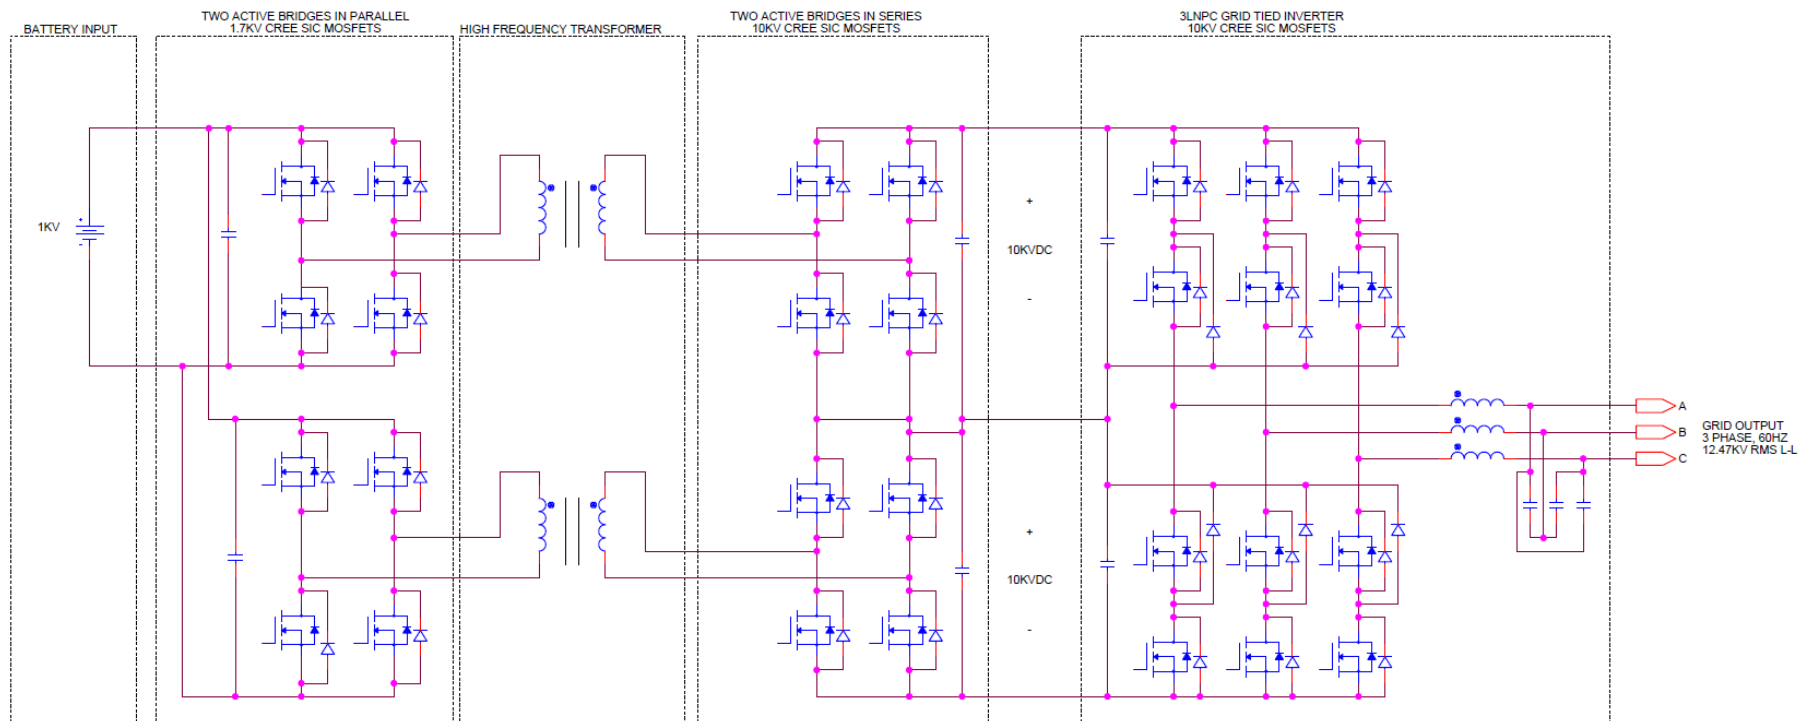 BATTERY INPUT
TWO ACTIVE BRIDGES IN PARALLEL
1.7KV CREE SIC MOSFETS
HIGH FREQUENCY TRANSFORMER
TWO ACTIVE BRIDGES IN SERIES
10KV CREE SIC MOSFETS
3LNPC GRID TIED INVERTER
10KV CREE SIC MOSFETS
+
1KV
-
+
10KVDC
-
+
10KVDC
-
A
B
C
GRID OUTPUT
3 PHASE, 60HZ
12.47KV RMS L-L